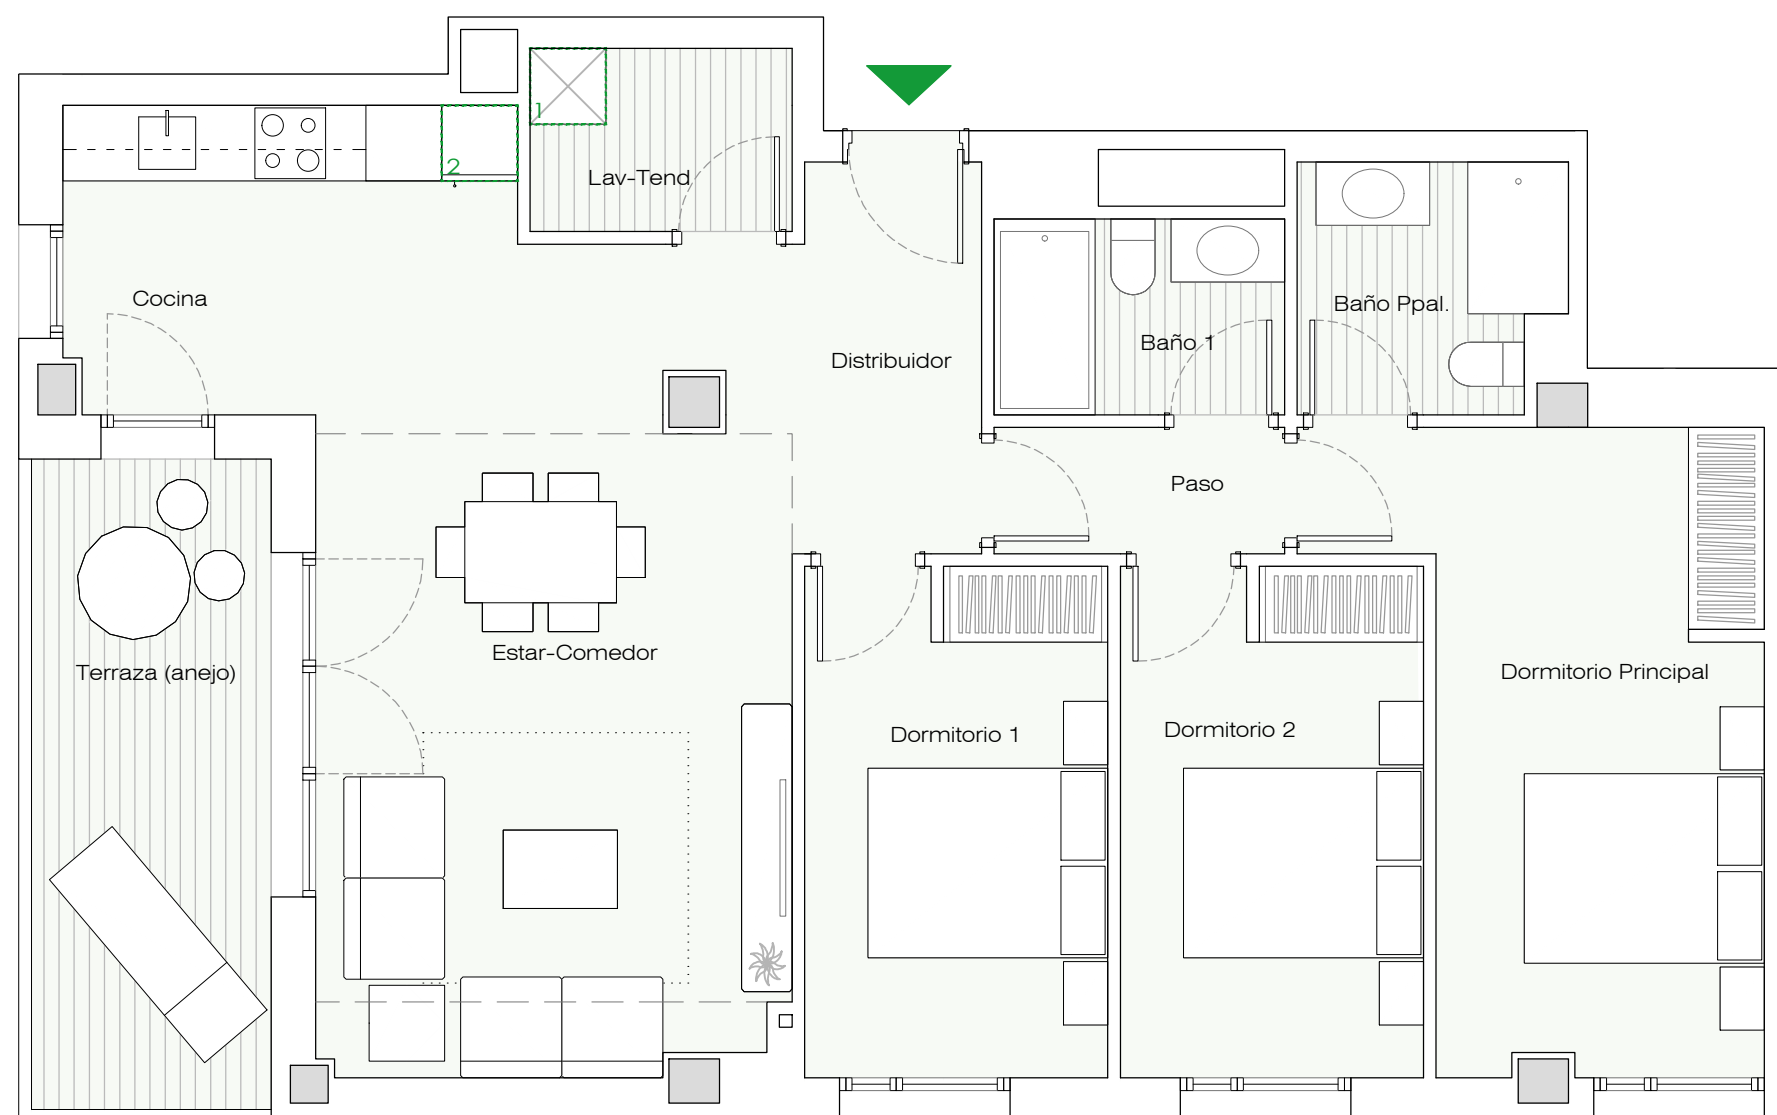 1
2
Lav-Tend
Cocina
Baño Ppal.
Baño 1
Distribuidor
Paso
Estar-Comedor
Terraza (anejo)
Dormitorio Principal
Dormitorio 1
Dormitorio 2